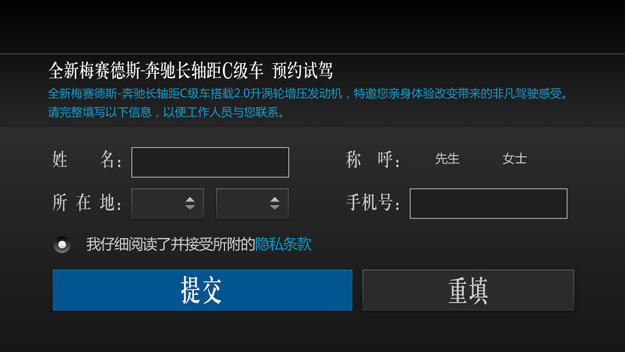 全新梅赛德斯-奔驰长轴距C级车 预约试驾
全新梅赛德斯-奔驰长轴距C级车搭载2.0升涡轮增压发动机，特邀您亲身体验改变带来的非凡驾驶感受。
请完整填写以下信息，以便工作人员与您联系。
姓 名： 称 呼： 先生 女士
所 在 地： 手机号：
我仔细阅读了并接受所附的隐私条款
提交 重填